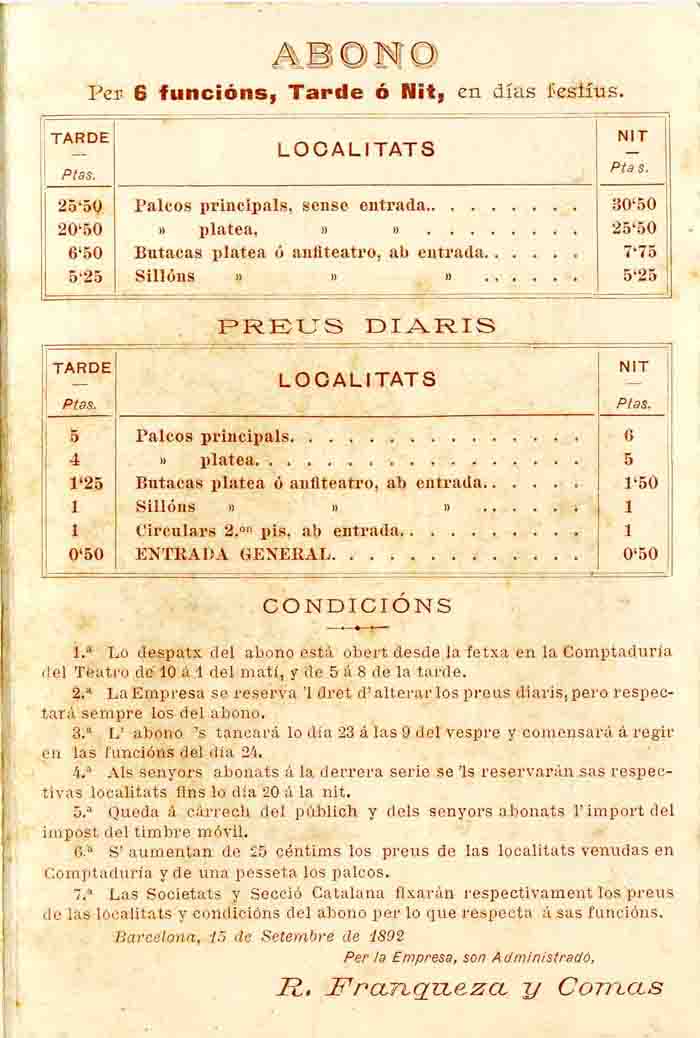 ABONO
Per 6 funcións, Tarde ó Nit, en días festíus.
TARDE LOCALITATS NIT
Ptas. Ptas.
25'50 Palcos principals, sense entrada. . . . . . . . . 30'50
20'50 » platea, » » . . . . . . . . 25'50
6'50 Butacas platea ó anfiteatro, ab entrada. . . . . . 7'75
5'25 Sillóns » » » . . . . . . 5'25
PREUS DIARIS
TARDE LOCALITATS NIT
Ptas. Ptas.
5 Palcos principals. . . . . . . . . . . . . . . 6
4 » platea. . . . . . . . . . . . . . . . . 5
1'25 Butacas platea ó anfiteatro, ab entrada. . . . . . 1'50
1 Sillóns » » » . . . . . . 1
1 Circulars 2.on pis, ab entrada. . . . . . . . . . 1
0'50 ENTRADA GENERAL. . . . . . . . . . . . . 0'50
CONDICIÓNS
1.ª Lo despatx del abono está obert desde la fetxa en la Comptaduría
del Teatro de 10 á 1 del matí, y de 5 á 8 de la tarde.
2.ª La Empresa se reserva 'l dret d'alterar los preus diaris, pero respec-
tará sempre los del abono.
3.ª L' abono 's tancará lo día 23 á las 9 del vespre y comensará á regir
en las funcións del día 24.
4.ª Als senyors abonats á la derrera serie se 'ls reservarán sas respec-
tivas localitats fins lo día 20 á la nit.
5.ª Queda á cárrech del públich y dels senyors abonats l'import del
impost del timbre móvil.
6.ª S' aumentan de 25 céntims los preus de las localitats venudas en
Comptaduría y de una pesseta los palcos.
7.ª Las Societats y Secció Catalana fixarán respectivament los preus
de las localitats y condicións del abono per lo que respecta á sas funcións.
Barcelona, 15 de Setembre de 1892
Per la Empresa, son Administradó,
R. Franqueza y Comas